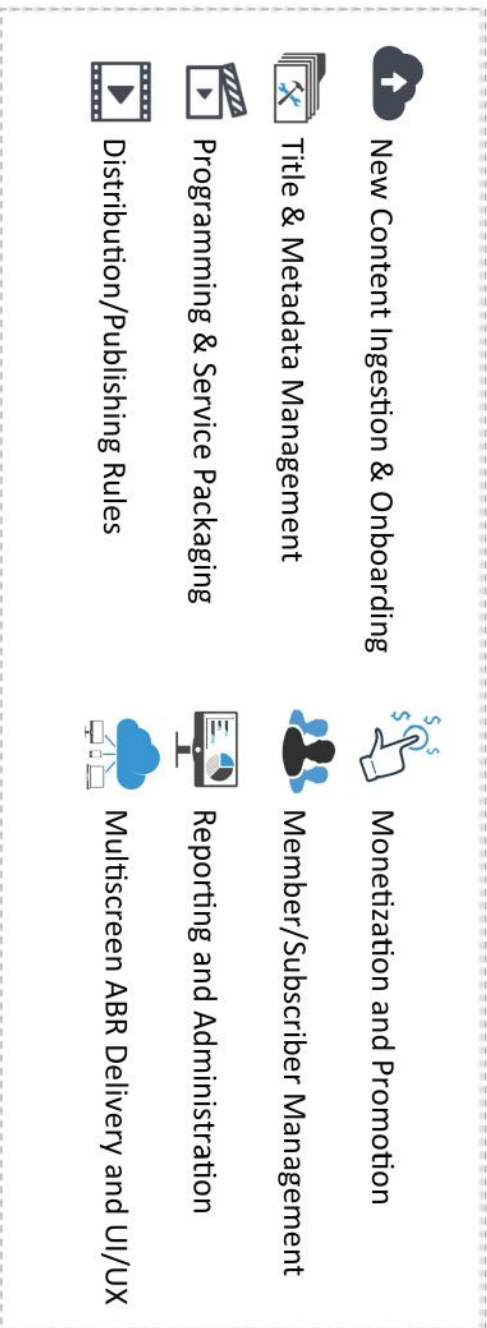 New Content Ingestion & Onboarding
Title & Metadata Management
Programming & Service Packaging
Distribution/Publishing Rules
Monetization and Promotion
Member/Subscriber Management
Reporting and Administration
Multiscreen ABR Delivery and UI/UX